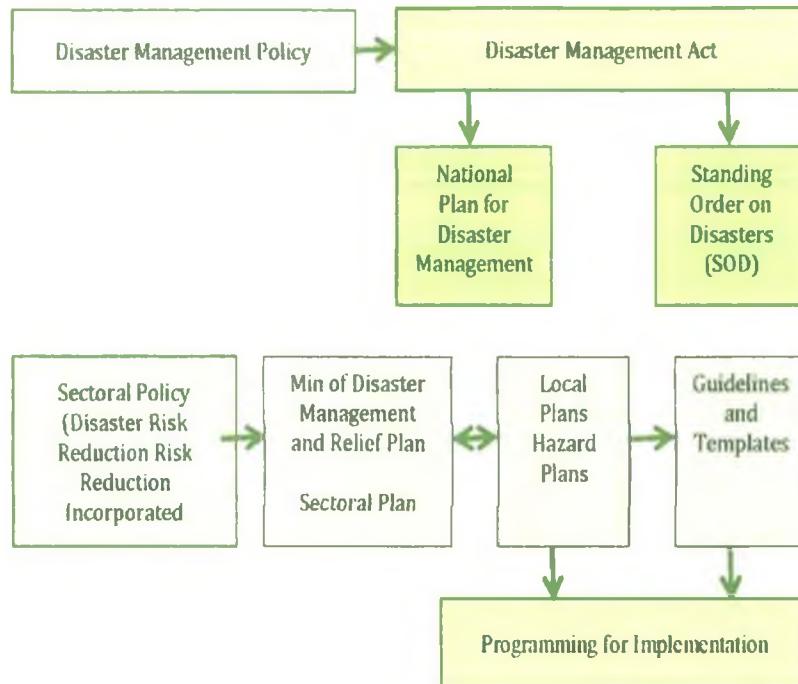 Disaster Management Policy
Disaster Management Act
National
Plan for
Disaster
Management
Standing
Order on
Disasters
(SOD)
Sectoral Policy
(Disaster Risk
Reduction Risk
Reduction
Incorporated
Min of Disaster
Management
and Relief Plan
Sectoral Plan
Local
Plans
Hazard
Plans
Guidelines
and
Templates
Programming for Implementation